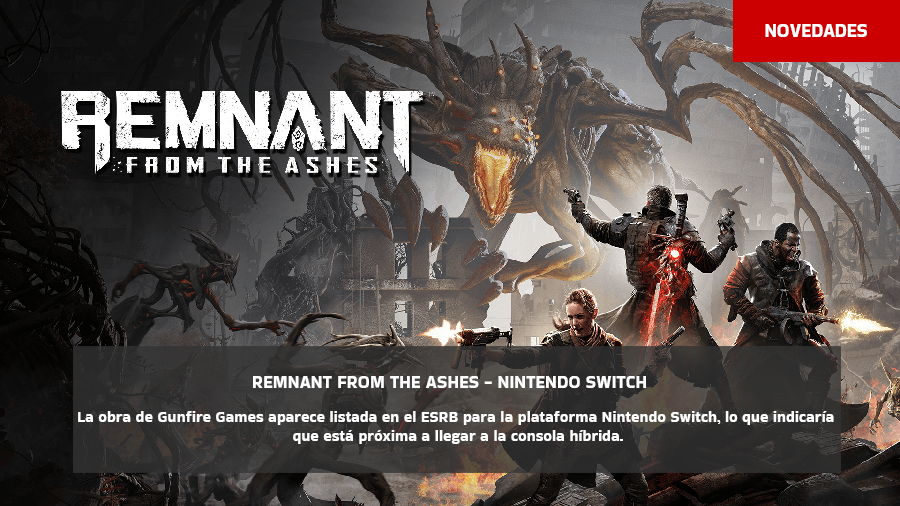 NOVEDADES
REMNANT
FROM THE ASHES
REMNANT FROM THE ASHES - NINTENDO SWITCH
La obra de Gunfire Games aparece listada en el ESRB para la plataforma Nintendo Switch, lo que indicaría
que está próxima a llegar a la consola híbrida.